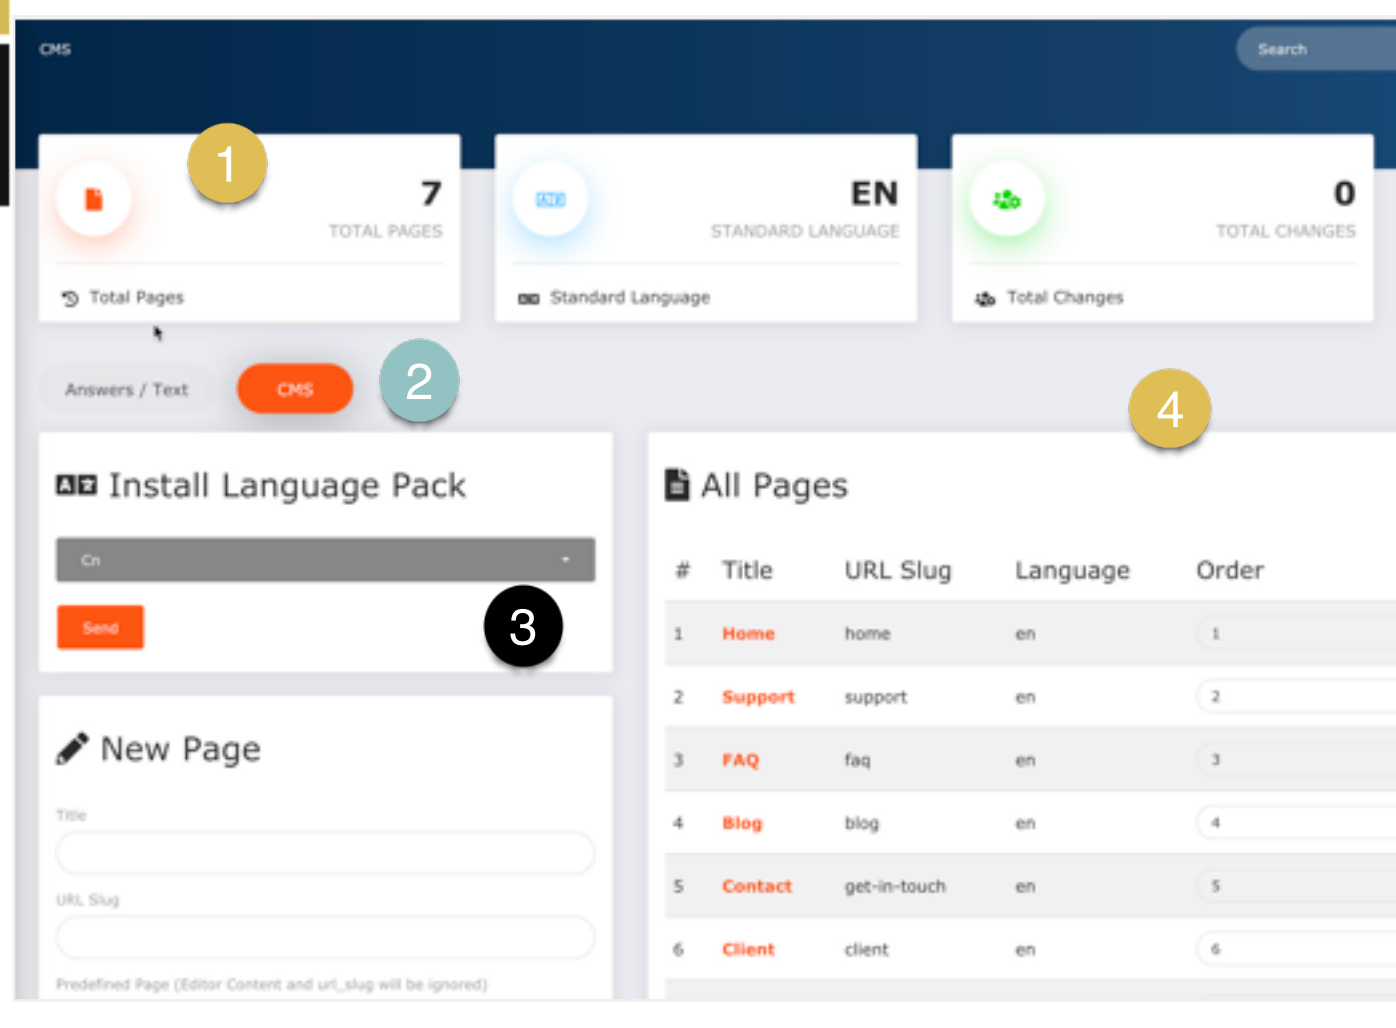 CMS
Search
1
7
TOTAL PAGES
Total Pages
EN
STANDARD LANGUAGE
Standard Language
0
TOTAL CHANGES
Total Changes
Answers / Text
CMS
2
4
Install Language Pack
Cn
Send
3
New Page
Title
URL Slug
Predefined Page (Editor Content and url_slug will be ignored)
All Pages
# Title URL Slug Language Order
1 Home home en 1
2 Support support en 2
3 FAQ faq en 3
4 Blog blog en 4
5 Contact get-in-touch en 5
6 Client client en 6